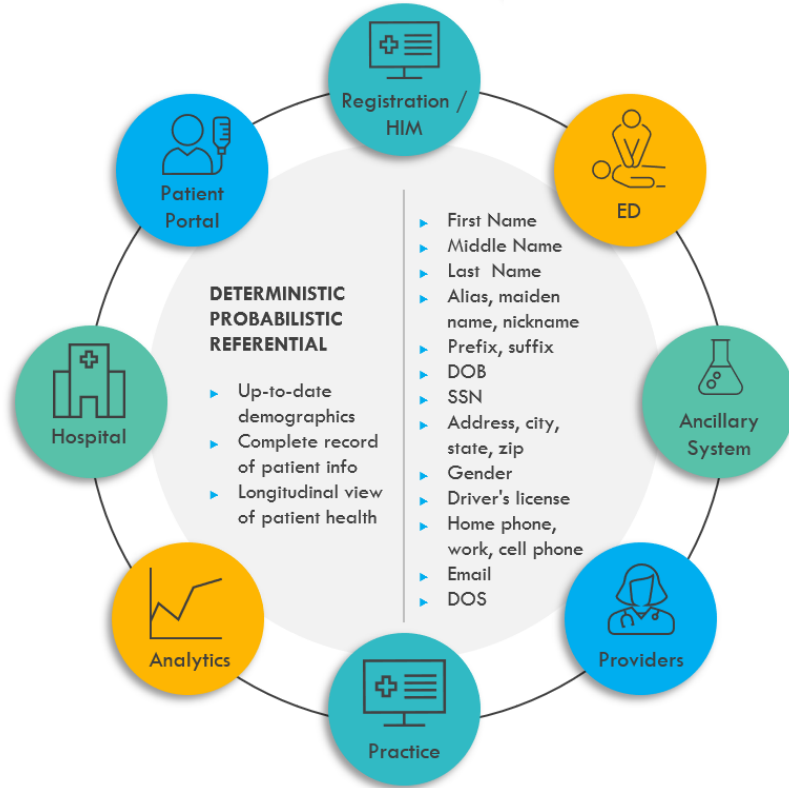 Registration /
HIM
ED
Ancillary
System
Providers
Practice
Analytics
Hospital
Patient
Portal
DETERMINISTIC
PROBABILISTIC
REFERENTIAL
Up-to-date
demographics
Complete record
of patient info
Longitudinal view
of patient health
First Name
Middle Name
Last Name
Alias, maiden
name, nickname
Prefix, suffix
DOB
SSN
Address, city,
state, zip
Gender
Driver's license
Home phone,
work, cell phone
Email
DOS